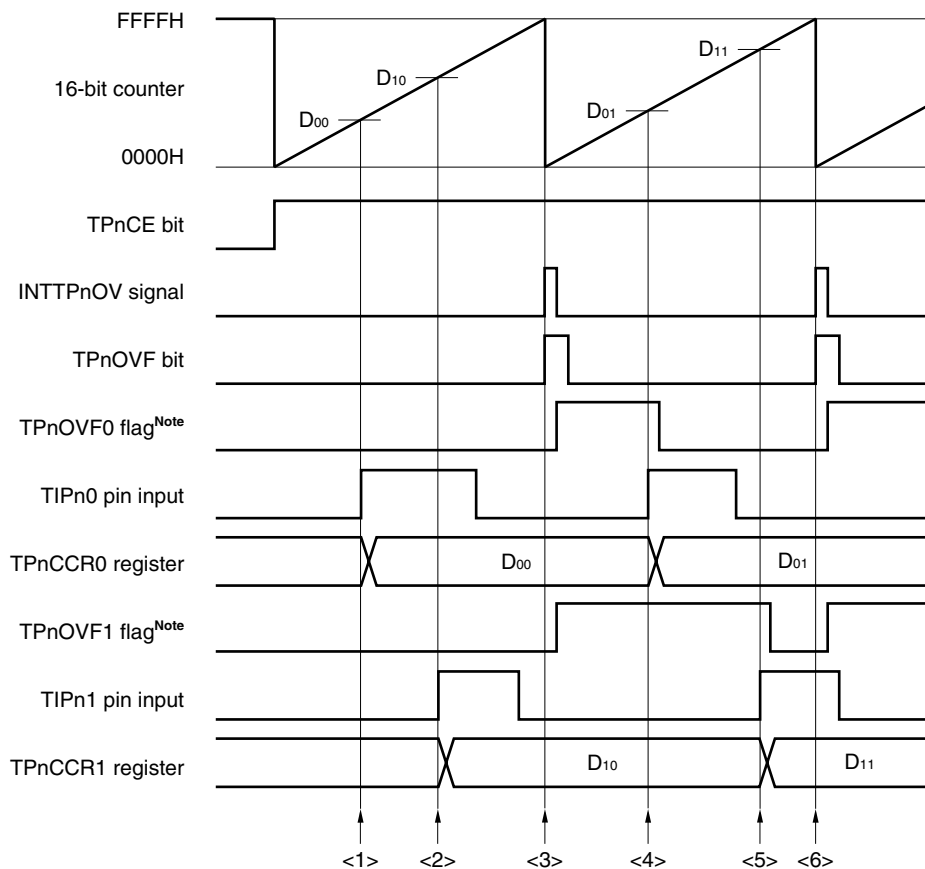 FFFFH
16-bit counter
0000H
D00
D10
D01
D11
TPnCE bit
INTTPnOV signal
TPnOVF bit
TPnOVF0 flagNote
TIPn0 pin input
TPnCCR0 register
D00
D01
TPnOVF1 flagNote
TIPn1 pin input
TPnCCR1 register
D10
D11
<1>
<2>
<3>
<4>
<5>
<6>